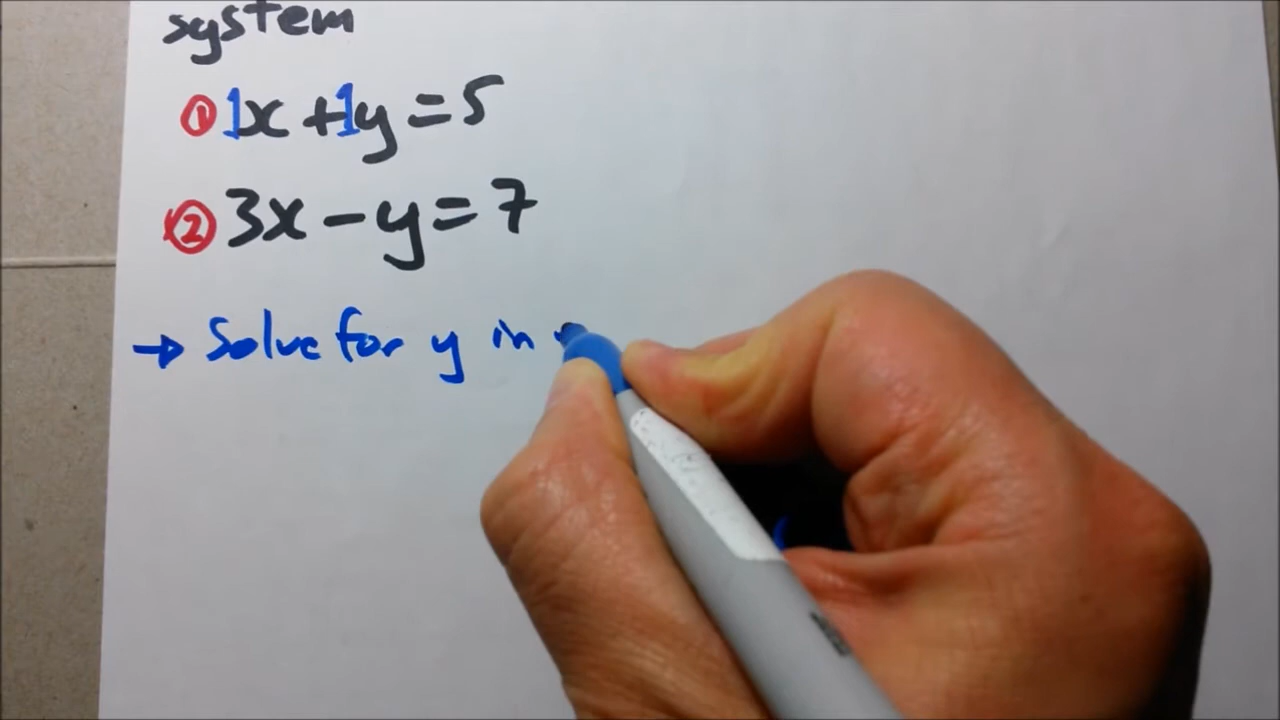 system
① 1x + 1y = 5
② 3x - y = 7
→ Solve for y in